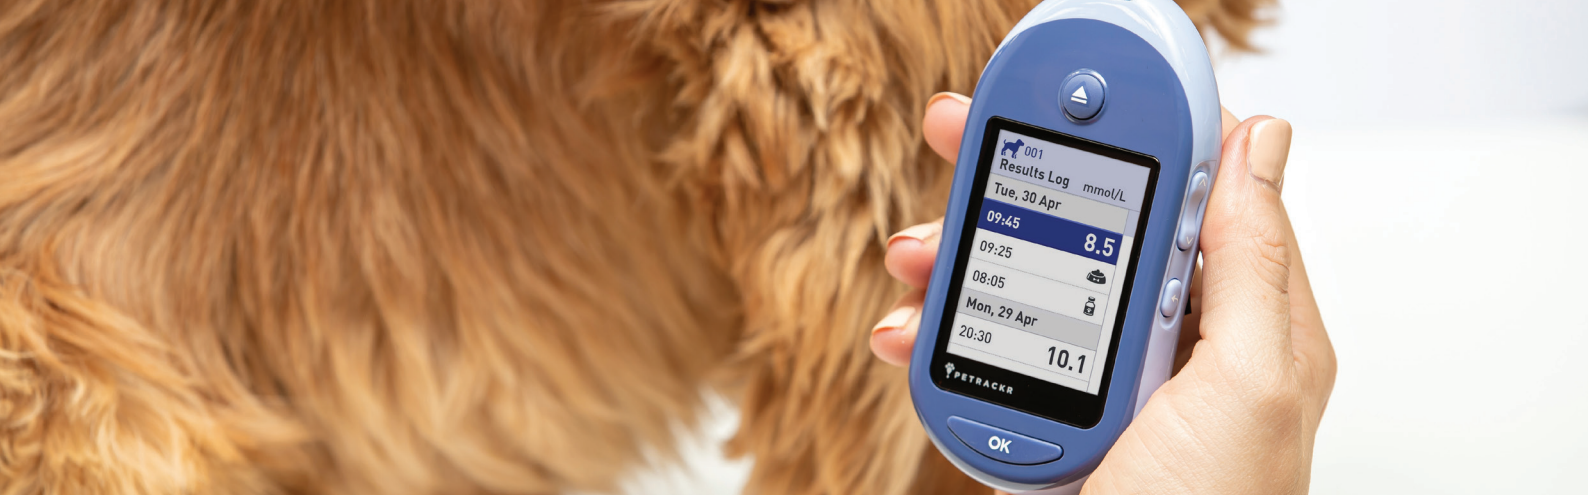 001
Results Log mmol/L
Tue, 30 Apr
09:45 8.5
09:25
08:05
Mon, 29 Apr
20:30 10.1
PETRACKR
OK